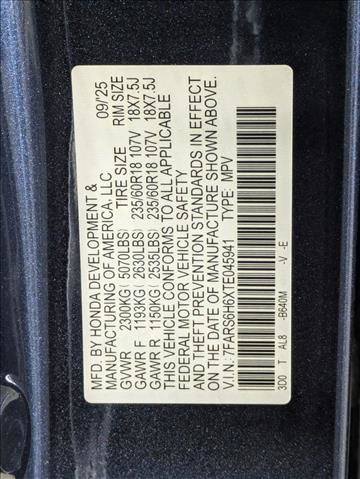 MFD. BY HONDA DEVELOPMENT & 09/'25
MANUFACTURING OF AMERICA, LLC
TIRE SIZE RIM SIZE
GVWR 2300KG (5070LBS)
GAWR F 1193KG (2630LBS) 235/60R18 107V 18X7.5J
GAWR R 1150KG (2535LBS) 235/60R18 107V 18X7.5J
THIS VEHICLE CONFORMS TO ALL APPLICABLE
FEDERAL MOTOR VEHICLE SAFETY
AND THEFT PREVENTION STANDARDS IN EFFECT
ON THE DATE OF MANUFACTURE SHOWN ABOVE.
V.I.N: 7FARS6H6XTE045941 TYPE: MPV
3D0 T AL8 -B640M -V -E